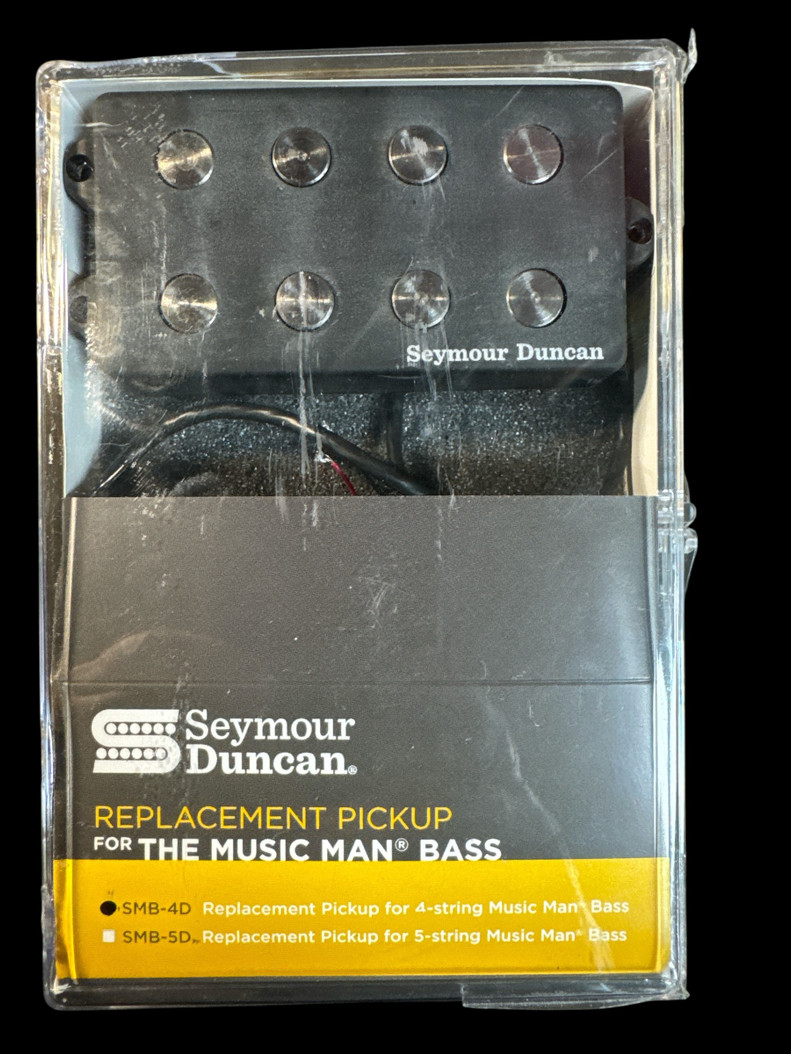 Seymour Duncan
Seymour
Duncan®
REPLACEMENT PICKUP
FOR THE MUSIC MAN® BASS
SMB-4D Replacement Pickup for 4-string Music Man® Bass
SMB-5D Replacement Pickup for 5-string Music Man® Bass